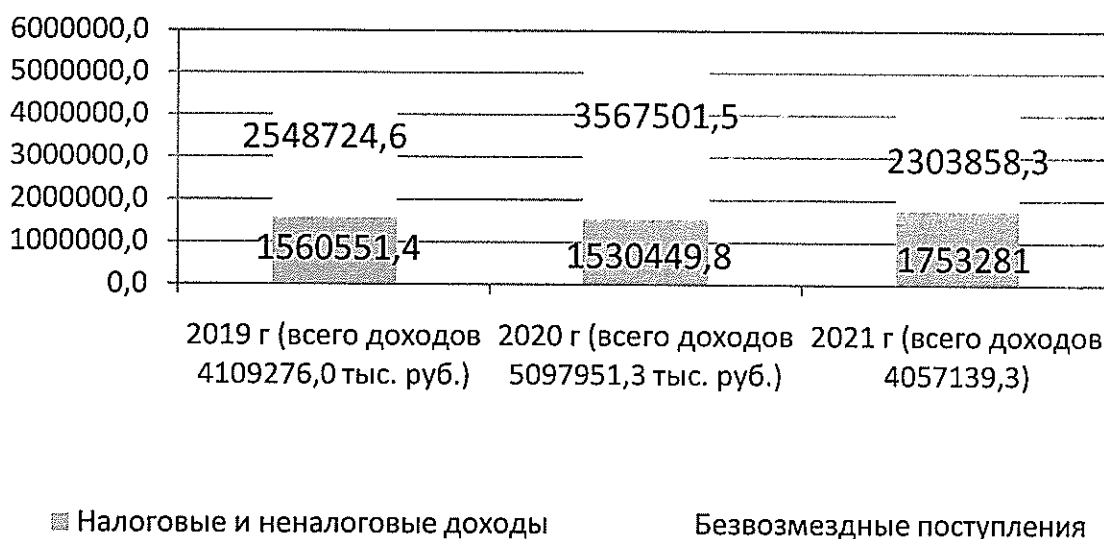 6000000,0
5000000,0
4000000,0
3000000,0
2000000,0
1000000,0
0,0
2548724,6
3567501,5
2303858,3
1560551,4
1530449,8
1753281
2019 г (всего доходов
4109276,0 тыс. руб.)
2020 г (всего доходов
5097951,3 тыс. руб.)
2021 г (всего доходов
4057139,3)
Налоговые и неналоговые доходы
Безвозмездные поступления